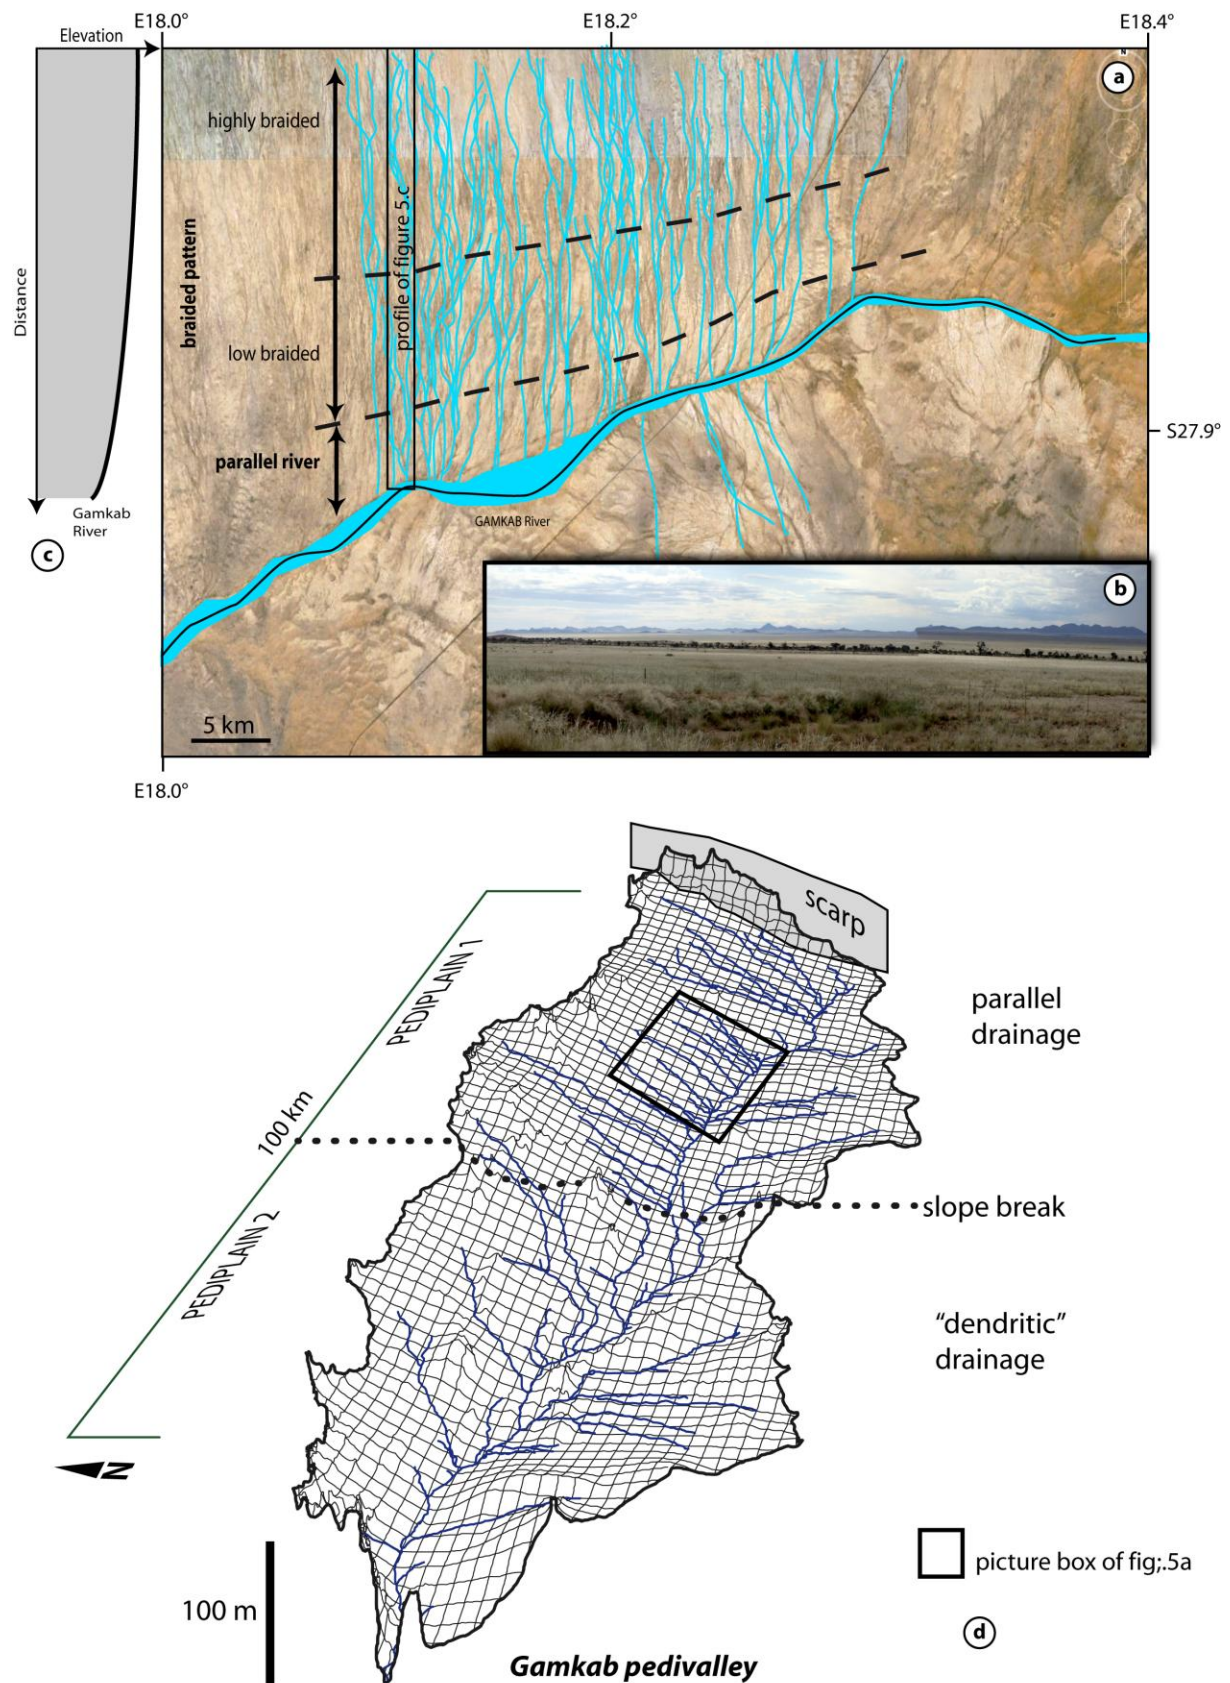 E18.0°
E18.2°
E18.4°
Elevation
N
a
highly braided
braided pattern
profile of figure 5.c
Distance
low braided
S27.9°
parallel river
Gamkab
River
GAMKAB River
c
b
5 km
E18.0°
scarp
PEDIPLAIN 1
parallel
drainage
100 km
slope break
PEDIPLAIN 2
“dendritic”
drainage
N
picture box of fig;.5a
100 m
d
Gamkab pedivalley